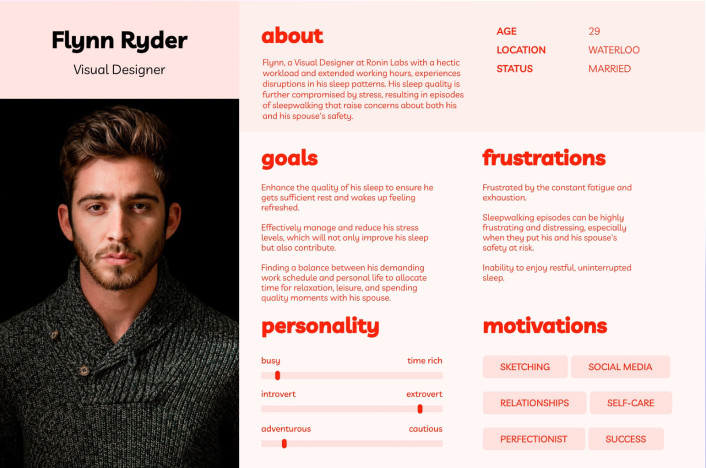 Flynn Ryder
Visual Designer
about
Flynn, a Visual Designer at Ronin Labs with a hectic
workload and extended working hours, experiences
disruptions in his sleep patterns. His sleep quality is
further compromised by stress, resulting in episodes
of sleepwalking that raise concerns about both his
and his spouse's safety.
AGE 29
LOCATION WATERLOO
STATUS MARRIED
goals
Enhance the quality of his sleep to ensure he
gets sufficient rest and wakes up feeling
refreshed.
Effectively manage and reduce his stress
levels, which will not only improve his sleep
but also contribute.
Finding a balance between his demanding
work schedule and personal life to allocate
time for relaxation, leisure, and spending
quality moments with his spouse.
frustrations
Frustrated by the constant fatigue and
exhaustion.
Sleepwalking episodes can be highly
frustrating and distressing, especially
when they put his and his spouse's
safety at risk.
Inability to enjoy restful, uninterrupted
sleep.
personality
busy time rich
introvert extrovert
adventurous cautious
motivations
SKETCHING SOCIAL MEDIA
RELATIONSHIPS SELF-CARE
PERFECTIONIST SUCCESS